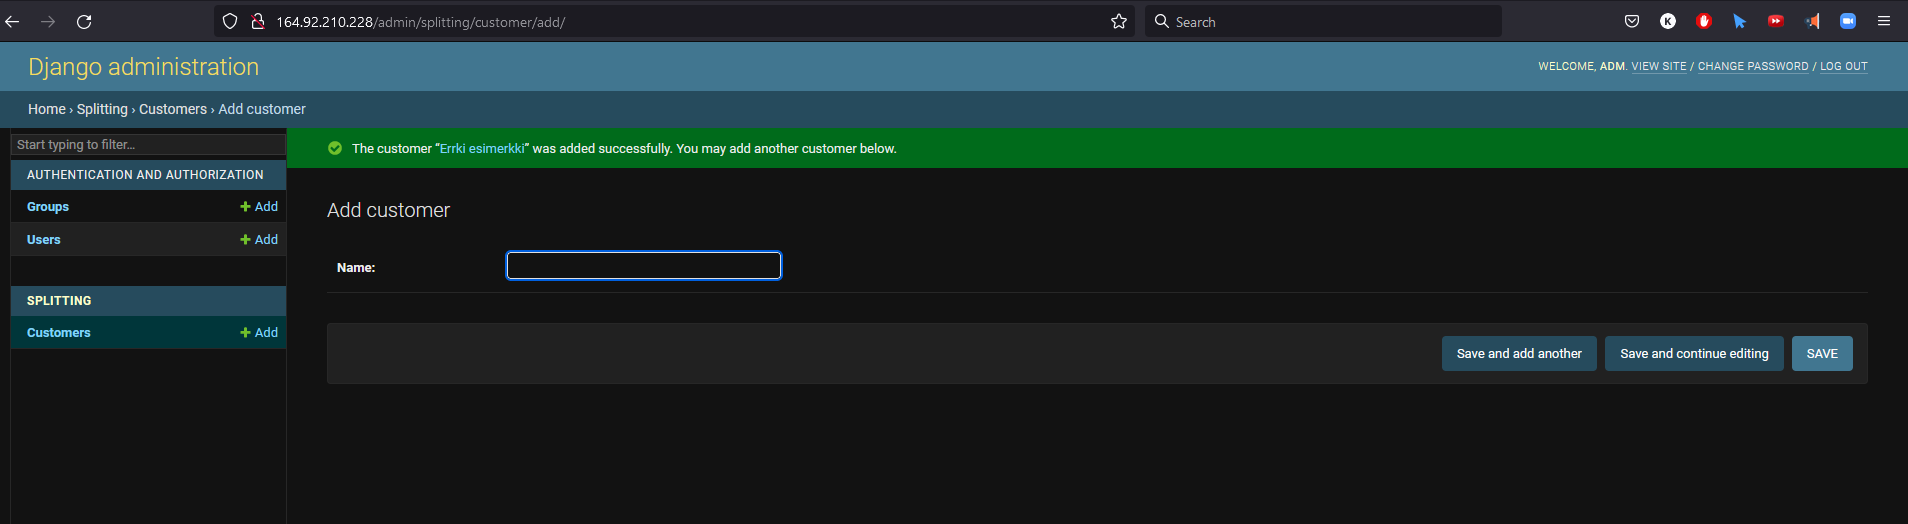 164.92.210.228/admin/splitting/customer/add/
Search
Django administration
WELCOME, ADM. VIEW SITE / CHANGE PASSWORD / LOG OUT
Home › Splitting › Customers › Add customer
Start typing to filter...
The customer “Errki esimerkki” was added successfully. You may add another customer below.
AUTHENTICATION AND AUTHORIZATION
Groups
Add
Users
Add
SPLITTING
Customers
Add
Add customer
Name:
Save and add another
Save and continue editing
SAVE